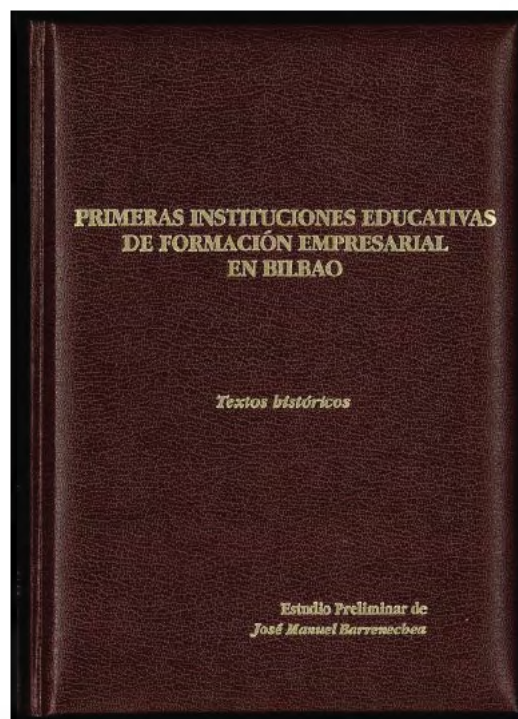 PRIMERAS INSTITUCIONES EDUCATIVAS
DE FORMACIÓN EMPRESARIAL
EN BILBAO
Textos históricos
Estudio Preliminar de
José Manuel Barrenechea